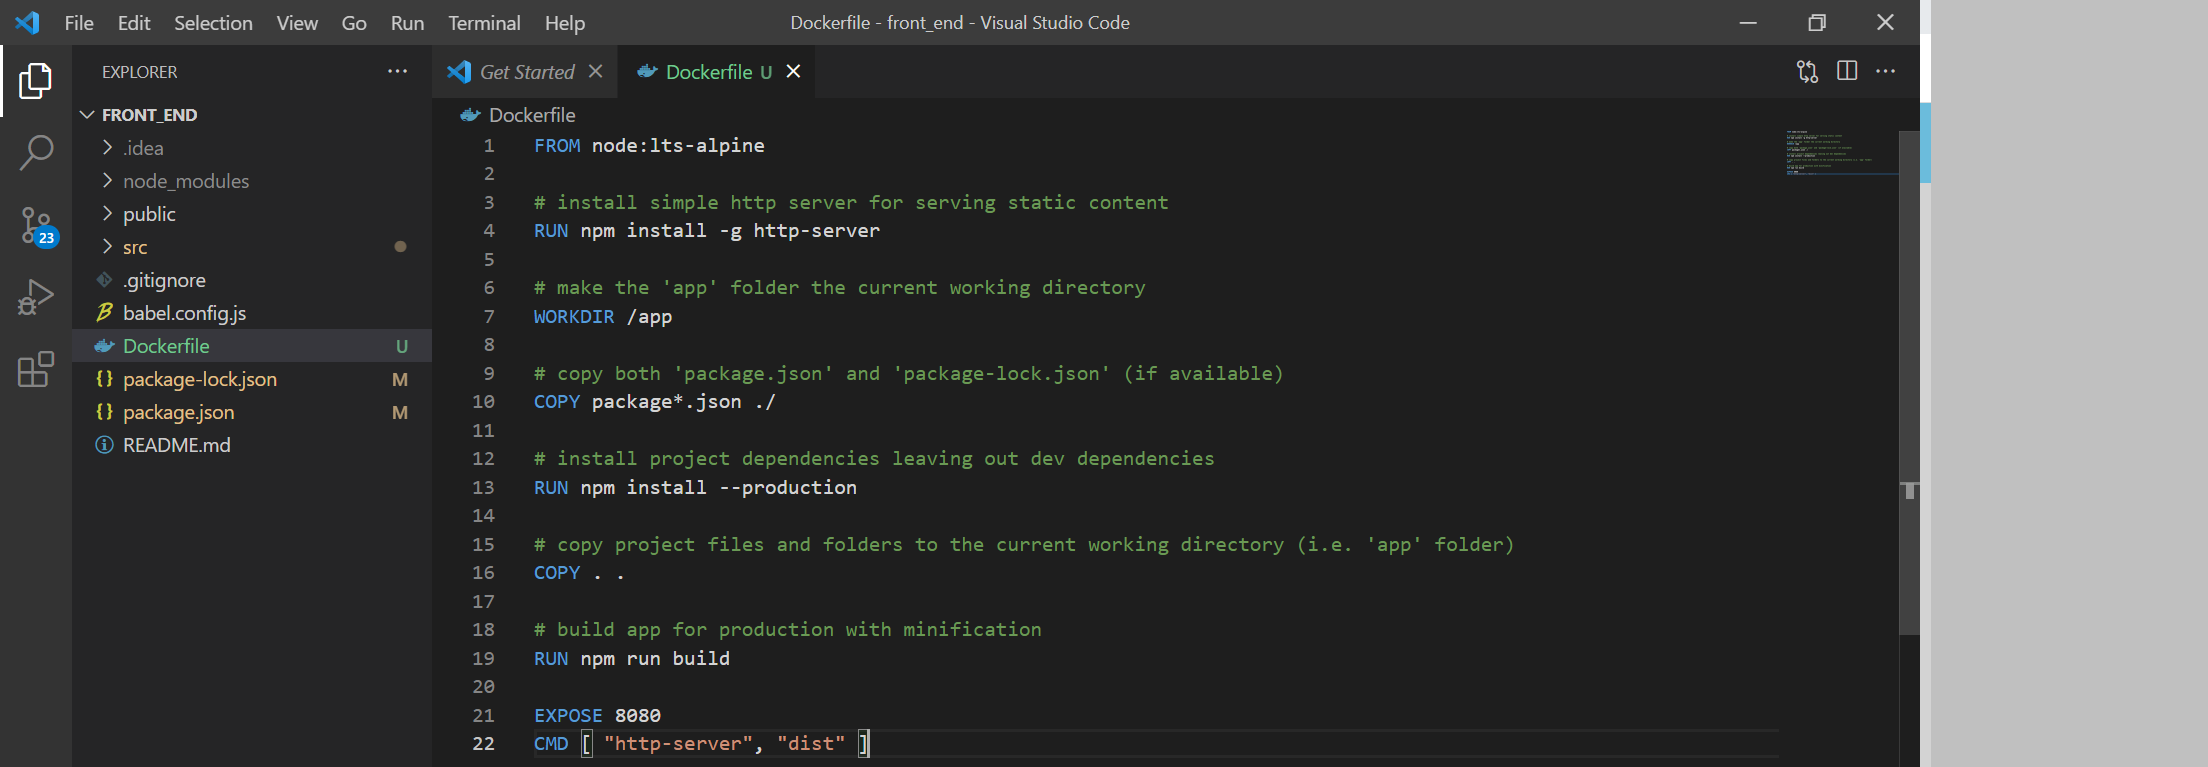 File Edit Selection View Go Run Terminal Help
Dockerfile - front_end - Visual Studio Code
EXPLORER
FRONT_END
.idea
node_modules
public
src
.gitignore
babel.config.js
Dockerfile U
package-lock.json M
package.json M
README.md
23
Get Started
Dockerfile U
Dockerfile
1 FROM node:lts-alpine
2
3 # install simple http server for serving static content
4 RUN npm install -g http-server
5
6 # make the 'app' folder the current working directory
7 WORKDIR /app
8
9 # copy both 'package.json' and 'package-lock.json' (if available)
10 COPY package*.json ./
11
12 # install project dependencies leaving out dev dependencies
13 RUN npm install --production
14
15 # copy project files and folders to the current working directory (i.e. 'app' folder)
16 COPY . .
17
18 # build app for production with minification
19 RUN npm run build
20
21 EXPOSE 8080
22 CMD [ "http-server", "dist" ]